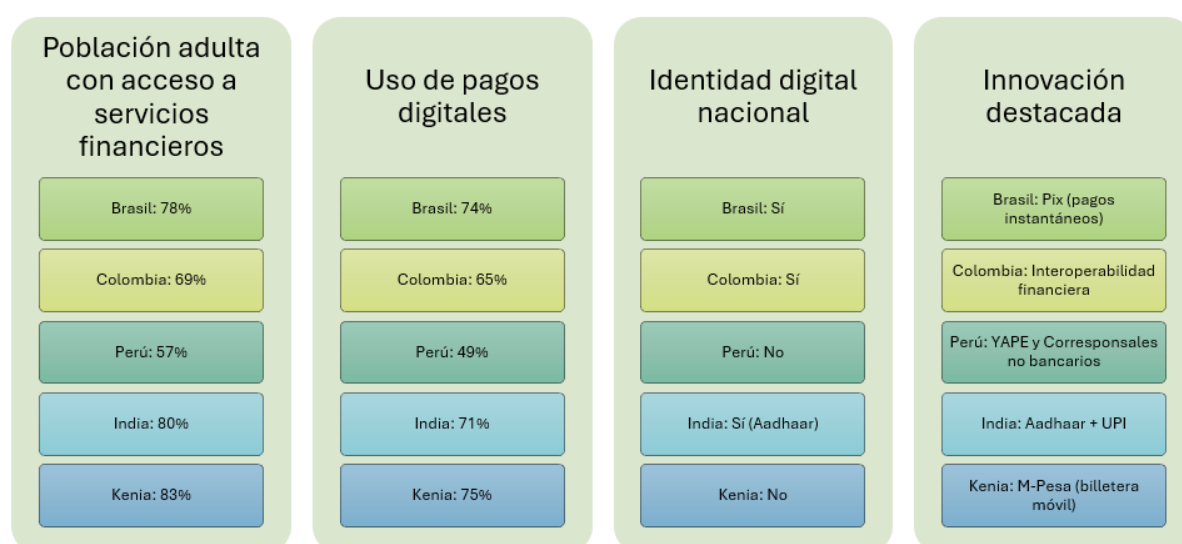 Población adulta
con acceso a
servicios
financieros
Brasil: 78%
Colombia: 69%
Perú: 57%
India: 80%
Kenia: 83%
Uso de pagos
digitales
Brasil: 74%
Colombia: 65%
Perú: 49%
India: 71%
Kenia: 75%
Identidad digital
nacional
Brasil: Sí
Colombia: Sí
Perú: No
India: Sí (Aadhaar)
Kenia: No
Innovación
destacada
Brasil: Pix (pagos
instantáneos)
Colombia: Interoperabilidad
financiera
Perú: YAPE y Corresponsales
no bancarios
India: Aadhaar + UPI
Kenia: M-Pesa (billetera
móvil)